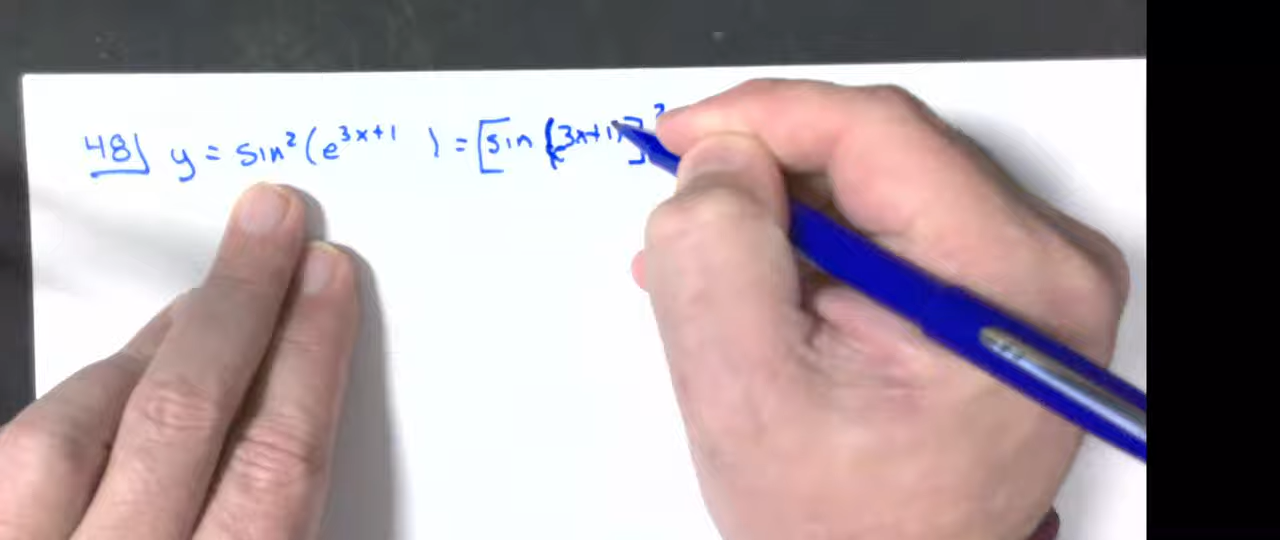 48) y = sin²(e^{3x+1} ) = [sin (e^{3x+1})]²